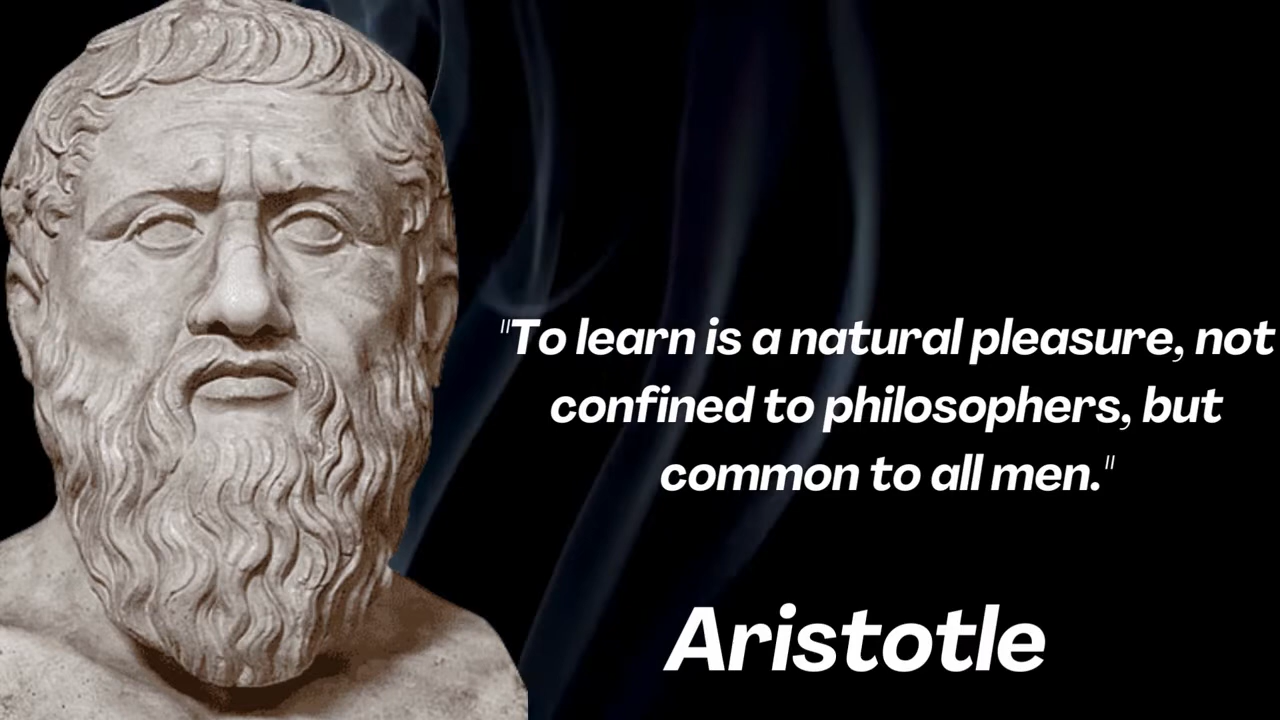 "To learn is a natural pleasure, not
confined to philosophers, but
common to all men."
Aristotle